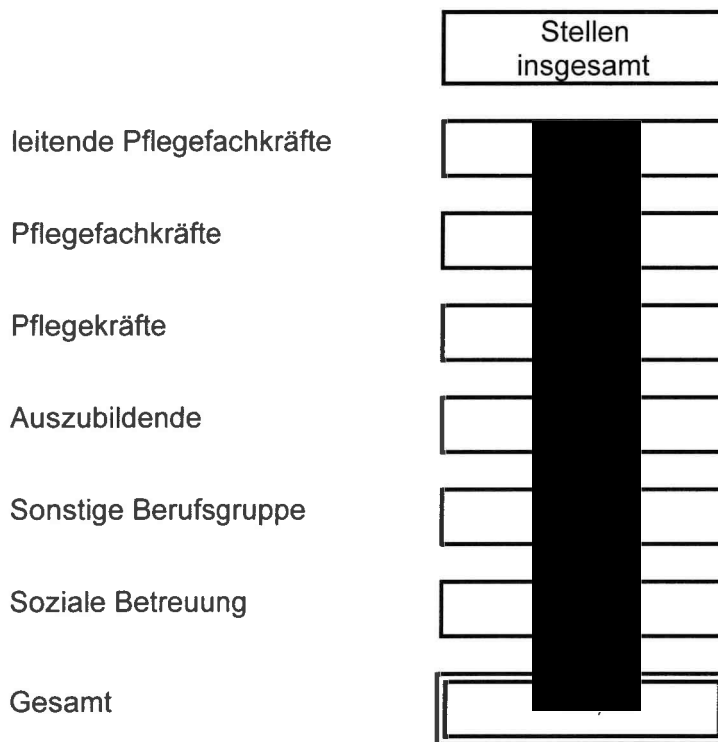 Stellen
insgesamt
leitende Pflegefachkräfte
Pflegefachkräfte
Pflegekräfte
Auszubildende
Sonstige Berufsgruppe
Soziale Betreuung
Gesamt